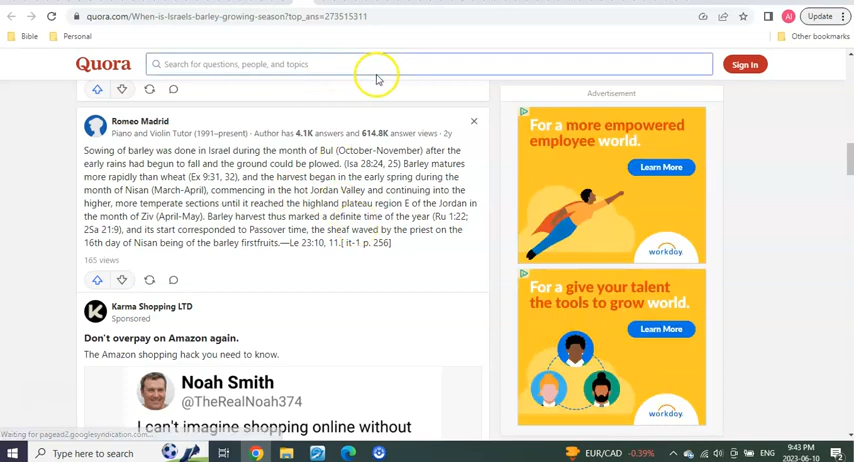 quora.com/When-is-Israels-barley-growing-season?top_ans=273515311
AI
Update
Bible
Personal
Other bookmarks
Quora
Search for questions, people, and topics
Sign In
Romeo Madrid
Piano and Violin Tutor (1991–present) · Author has 4.1K answers and 614.8K answer views · 2y
Sowing of barley was done in Israel during the month of Bul (October-November) after the
early rains had begun to fall and the ground could be plowed. (Isa 28:24, 25) Barley matures
more rapidly than wheat (Ex 9:31, 32), and the harvest began in the early spring during the
month of Nisan (March-April), commencing in the hot Jordan Valley and continuing into the
higher, more temperate sections until it reached the highland plateau region E of the Jordan in
the month of Ziv (April-May). Barley harvest thus marked a definite time of the year (Ru 1:22;
2Sa 21:9), and its start corresponded to Passover time, the sheaf waved by the priest on the
16th day of Nisan being of the barley firstfruits.—Le 23:10, 11.[ it-1 p. 256]
165 views
Karma Shopping LTD
Sponsored
Don't overpay on Amazon again.
The Amazon shopping hack you need to know.
Noah Smith
@TheRealNoah374
I can't imagine shopping online without
Advertisement
For a more empowered
employee world.
Learn More
workday.
For a give your talent
the tools to grow world.
Learn More
workday.
Waiting for pagead2.googlesyndication.com...
Type here to search
EUR/CAD -0.39%
ENG
9:43 PM
2023-06-10
2